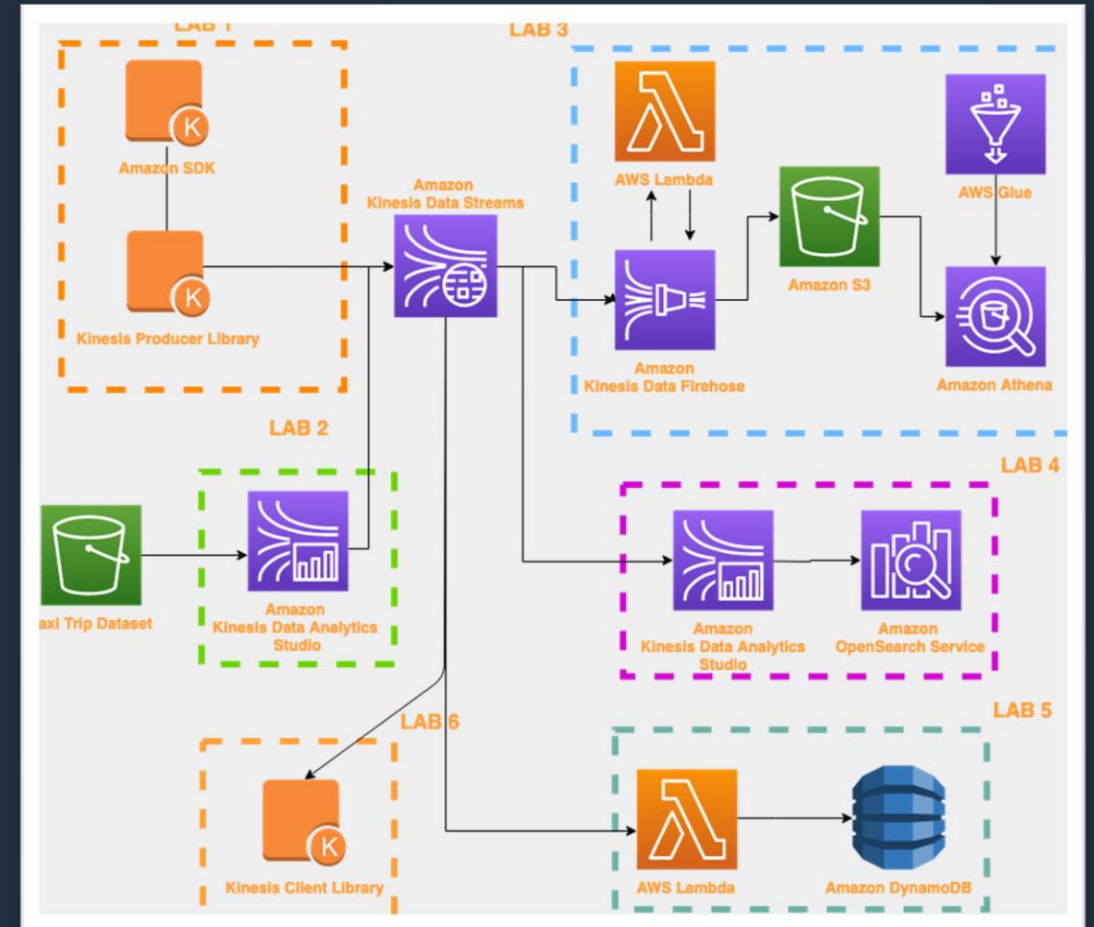 LAB 1
Amazon SDK
K
Kinesis Producer Library
K
LAB 2
axi Trip Dataset
Amazon
Kinesis Data Analytics
Studio
Amazon
Kinesis Data Streams
LAB 3
AWS Lambda
Amazon
Kinesis Data Firehose
Amazon S3
AWS Glue
Amazon Athena
LAB 4
Amazon
Kinesis Data Analytics
Studio
Amazon
OpenSearch Service
LAB 5
AWS Lambda
Amazon DynamoDB
LAB 6
K
Kinesis Client Library